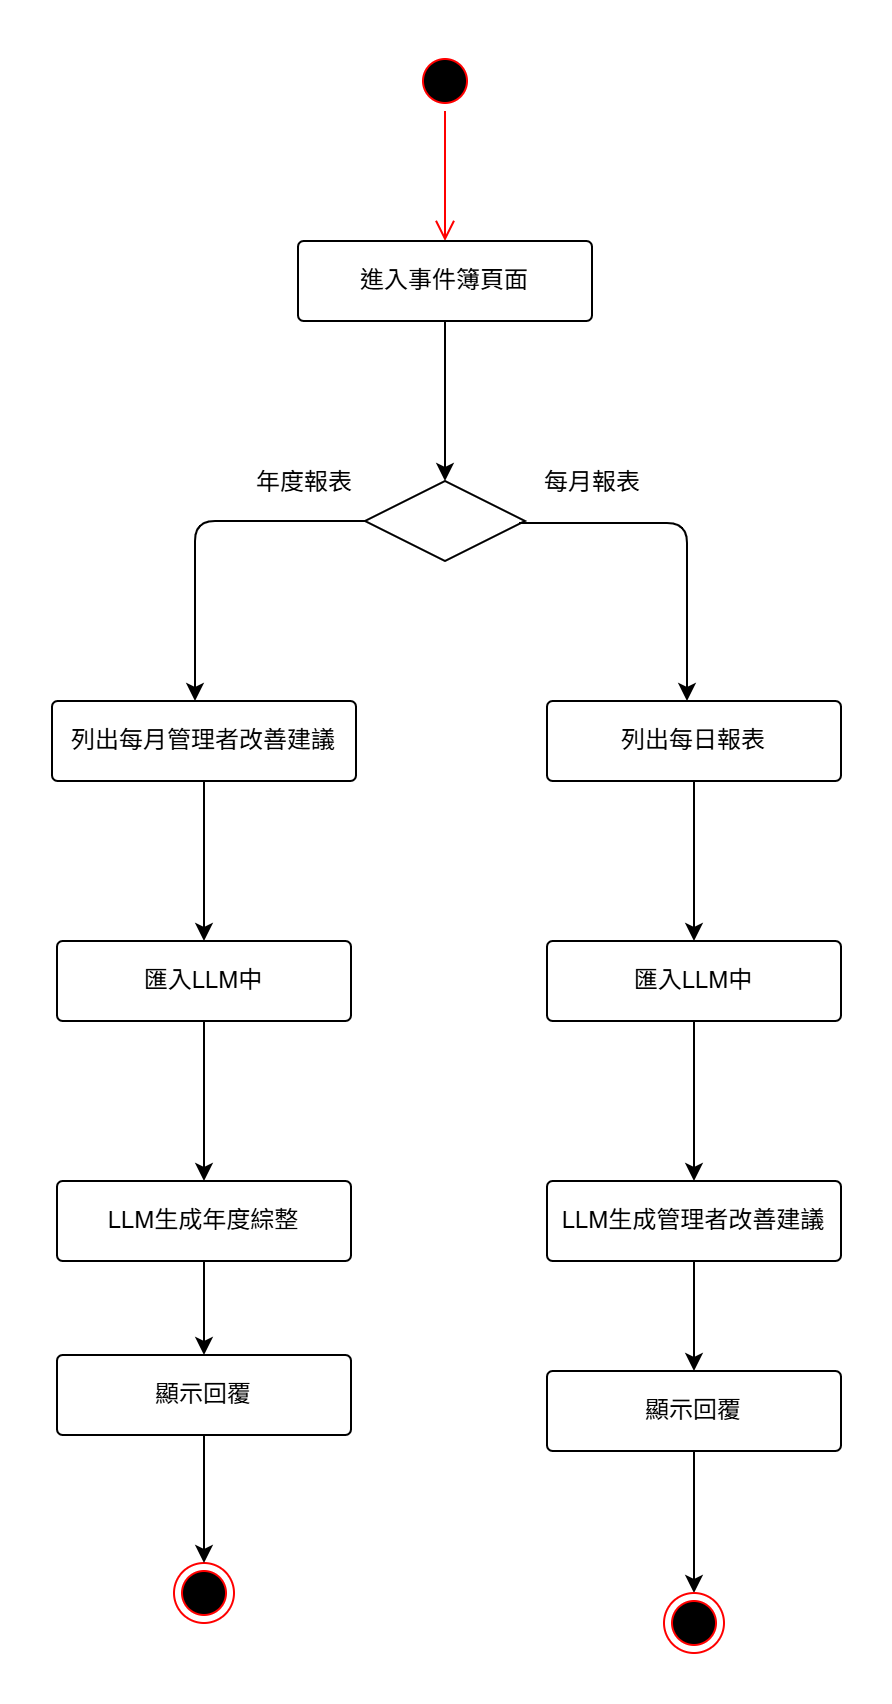 進入事件簿頁面
年度報表
每月報表
列出每月管理者改善建議
列出每日報表
匯入LLM中
匯入LLM中
LLM生成年度綜整
LLM生成管理者改善建議
顯示回覆
顯示回覆